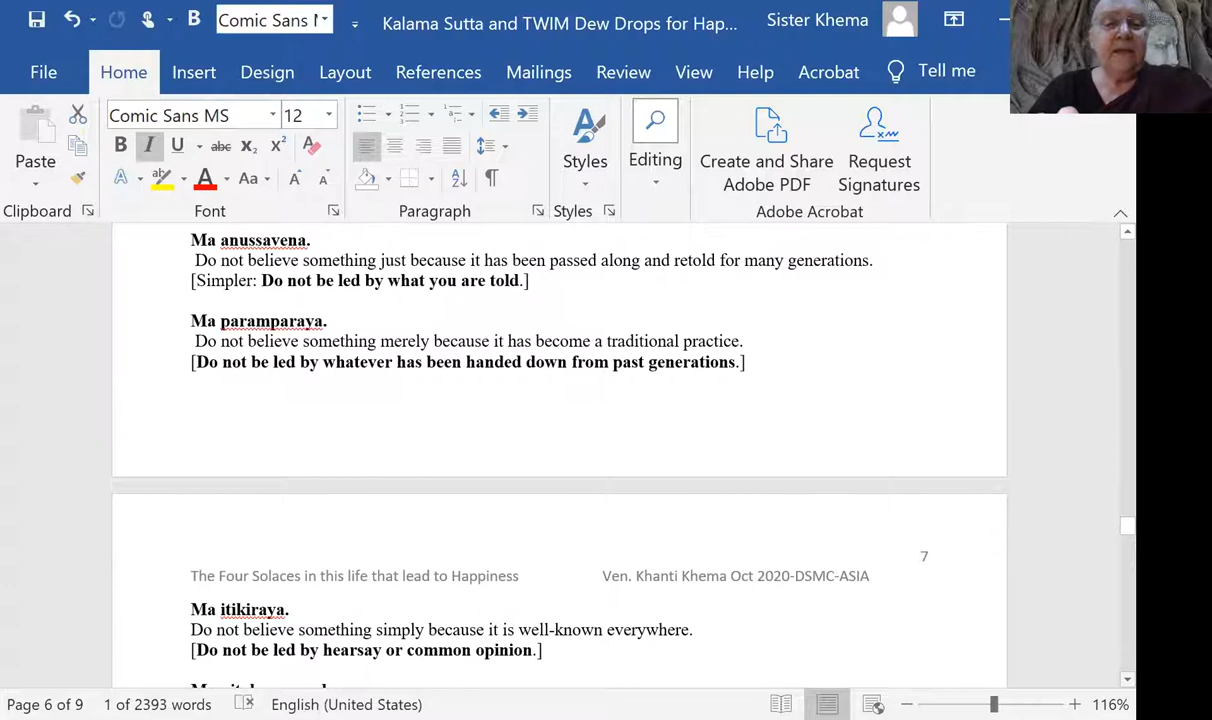 Comic Sans M
Kalama Sutta and TWIM Dew Drops for Hap...
Sister Khema
File Home Insert Design Layout References Mailings Review View Help Acrobat Tell me
Comic Sans MS 12
Paste
B I U abc X₂ X²
A A Aa A A
Styles
Editing
Create and Share
Adobe PDF
Request
Signatures
Clipboard Font Paragraph Styles Adobe Acrobat
Ma anussavena.
Do not believe something just because it has been passed along and retold for many generations.
[Simpler: Do not be led by what you are told.]
Ma paramparaya.
Do not believe something merely because it has become a traditional practice.
[Do not be led by whatever has been handed down from past generations.]
7
The Four Solaces in this life that lead to Happiness Ven. Khanti Khema Oct 2020-DSMC-ASIA
Ma itikiraya.
Do not believe something simply because it is well-known everywhere.
[Do not be led by hearsay or common opinion.]
Page 6 of 9 1 of 2393 words English (United States) 116%